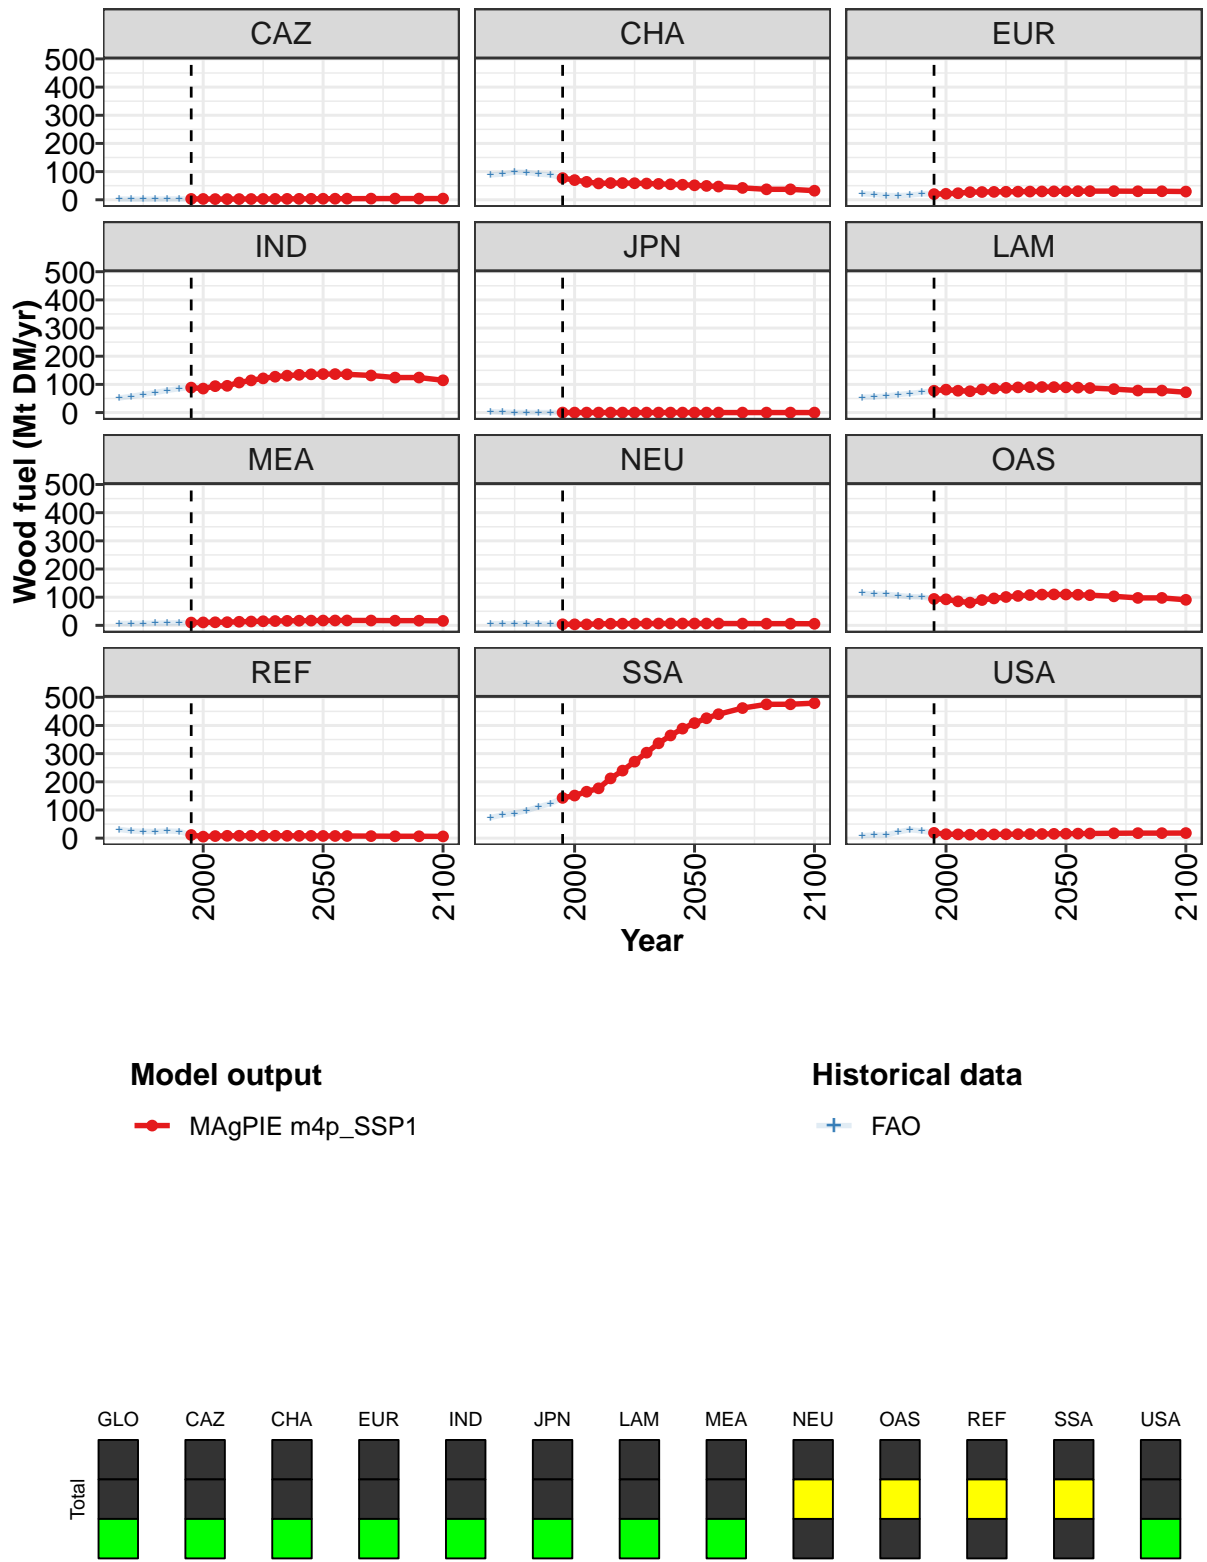 CAZ CHA EUR
500
400
300
200
100
0
IND JPN LAM
500
400
300
200
100
0
Wood fuel (Mt DM/yr)
MEA NEU OAS
500
400
300
200
100
0
REF SSA USA
500
400
300
200
100
0
2000 2050 2100 2000 2050 2100 2000 2050 2100
Year
Model output Historical data
MAgPIE m4p_SSP1 FAO
GLO CAZ CHA EUR IND JPN LAM MEA NEU OAS REF SSA USA
Total